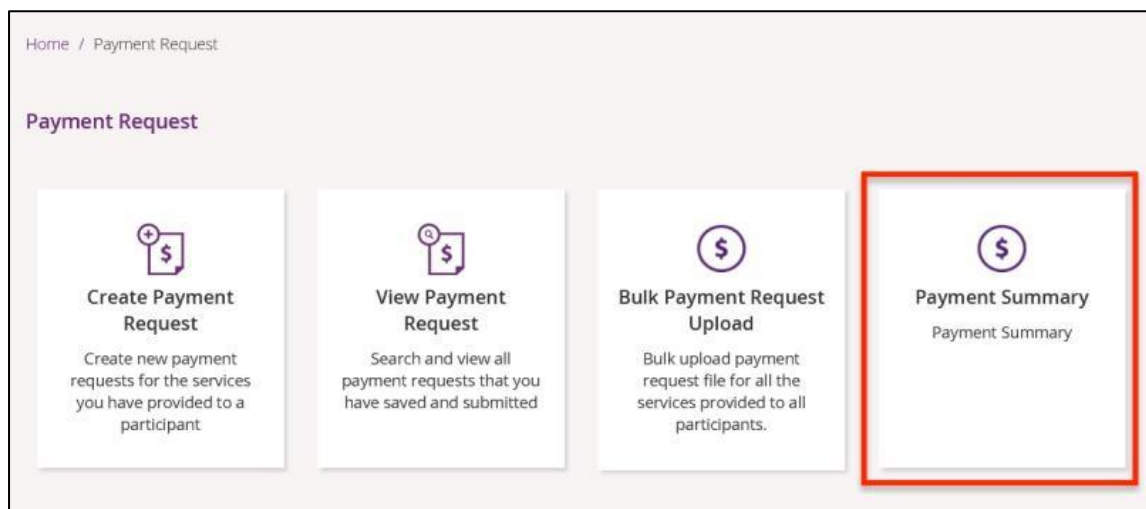 Home / Payment Request
Payment Request
Create Payment
Request
Create new payment
requests for the services
you have provided to a
participant
View Payment
Request
Search and view all
payment requests that you
have saved and submitted
Bulk Payment Request
Upload
Bulk upload payment
request file for all the
services provided to all
participants.
Payment Summary
Payment Summary